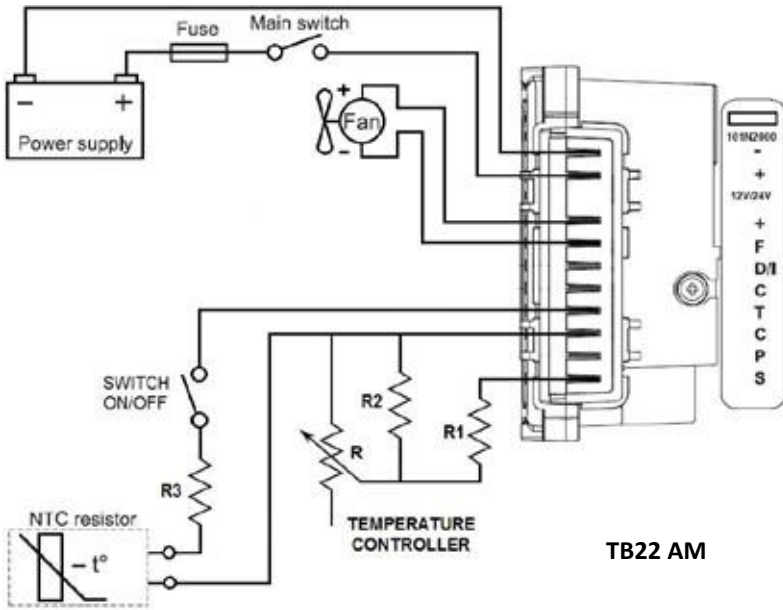 Fuse
Main switch
- +
Power supply
+
Fan
-
101N2000
-
+
12V/24V
+
F
D/I
C
T
C
P
S
SWITCH
ON/OFF
R3
R2
R1
R
NTC resistor
- t°
TEMPERATURE
CONTROLLER
TB22 AM